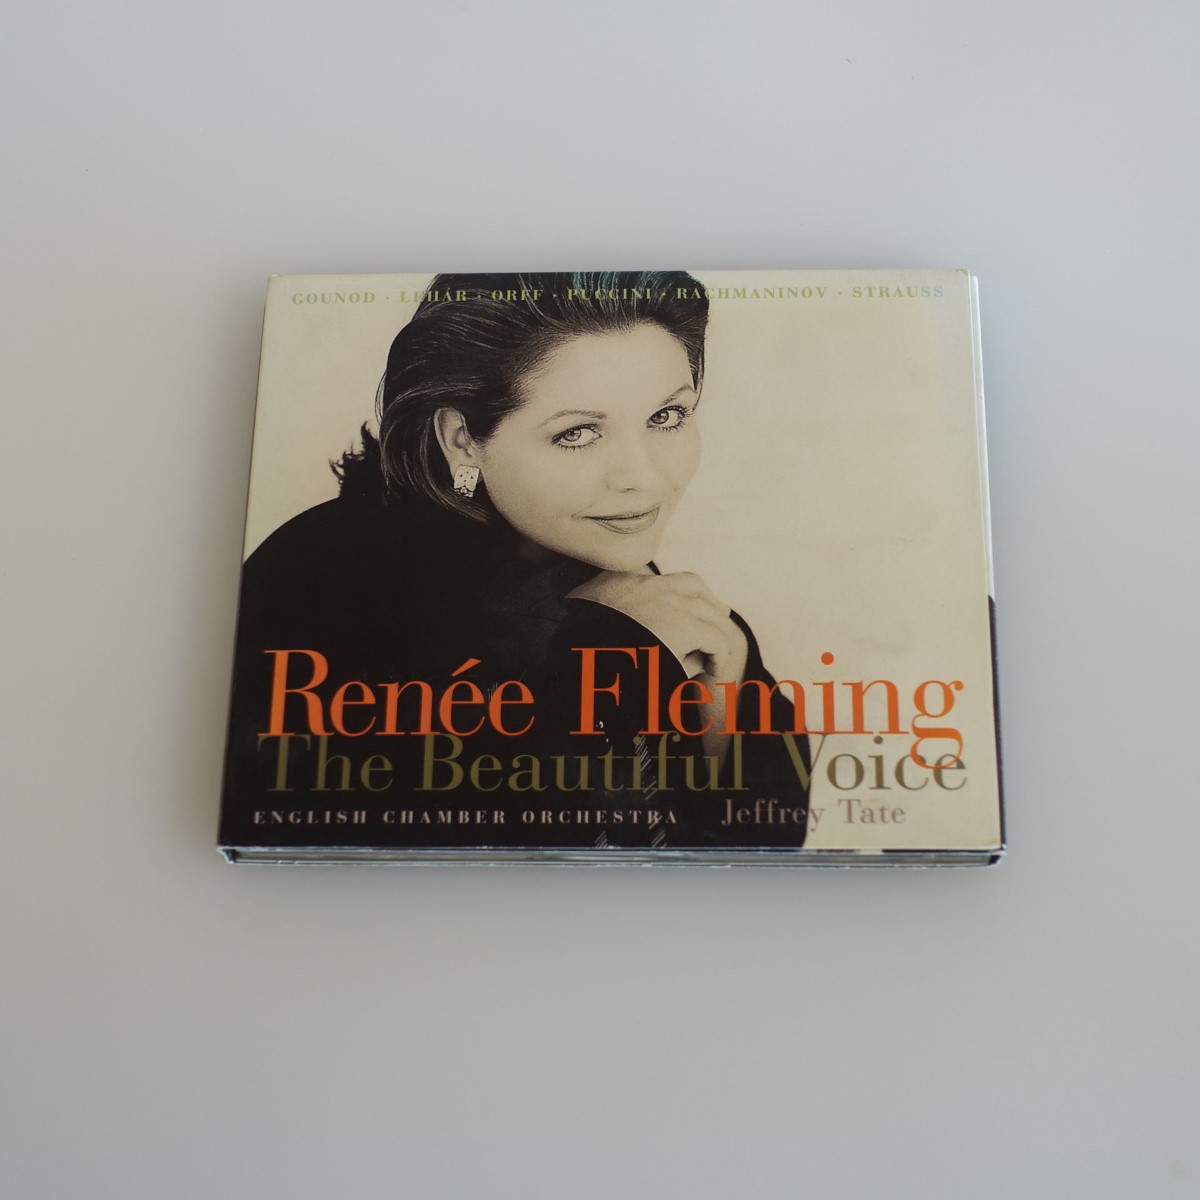 GOUNOD · LEHÁR · ORFF · PUCCINI · RACHMANINOV · STRAUSS
Renée Fleming
The Beautiful Voice
ENGLISH CHAMBER ORCHESTRA Jeffrey Tate